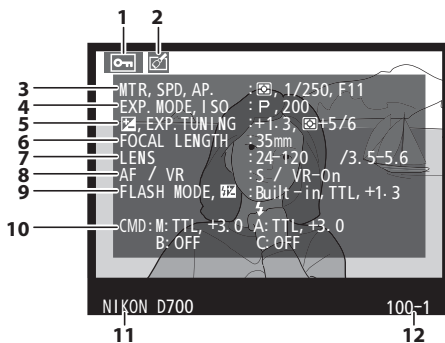 1 2
3 MTR, SPD, AP. : , 1/250, F11
4 EXP. MODE, ISO : P, 200
5 , EXP. TUNING : +1.3, +5/6
6 FOCAL LENGTH : 35mm
7 LENS : 24-120 /3.5-5.6
8 AF / VR : S / VR-On
9 FLASH MODE, : Built-in, TTL, +1.3
10 CMD: M: TTL, +3.0 A: TTL, +3.0
B: OFF C: OFF
NIKON D700 100-1
11 12